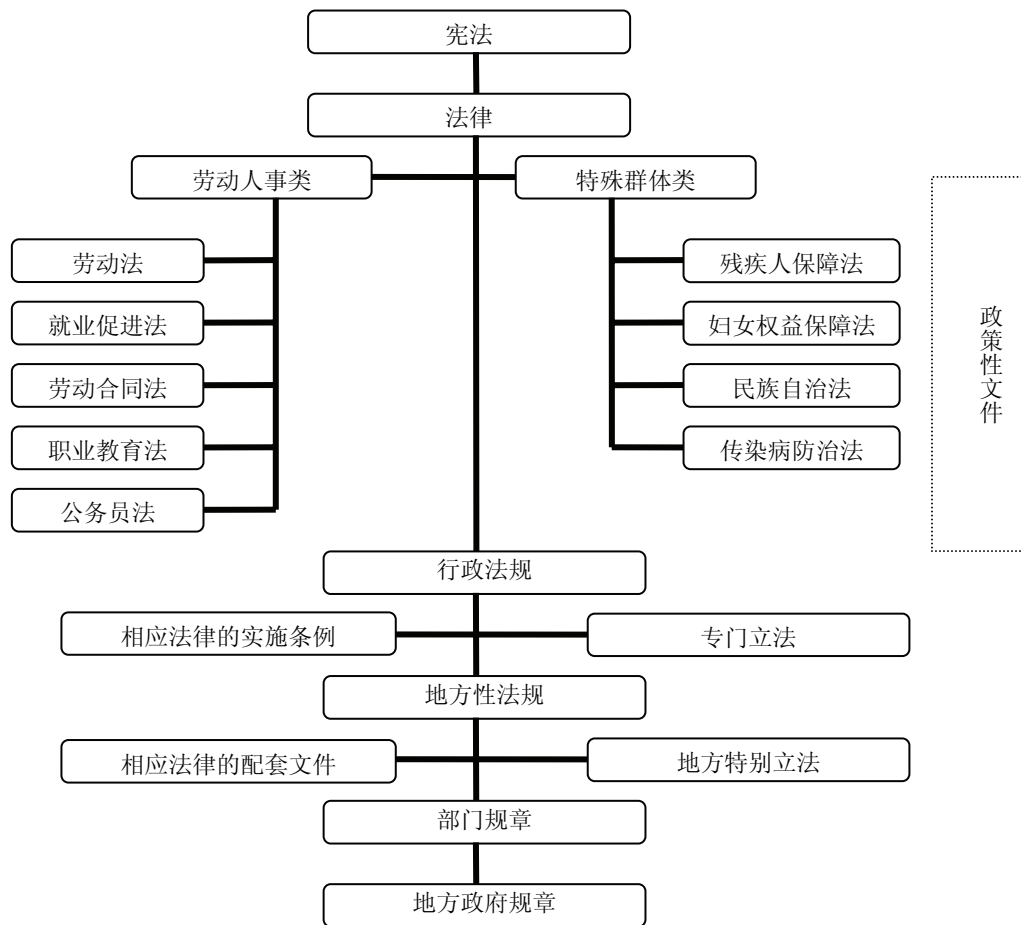 宪法
法律
劳动人事类
特殊群体类
劳动法
残疾人保障法
就业促进法
妇女权益保障法
劳动合同法
民族自治法
职业教育法
传染病防治法
公务员法
政策性文件
行政法规
相应法律的实施条例
专门立法
地方性法规
相应法律的配套文件
地方特别立法
部门规章
地方政府规章